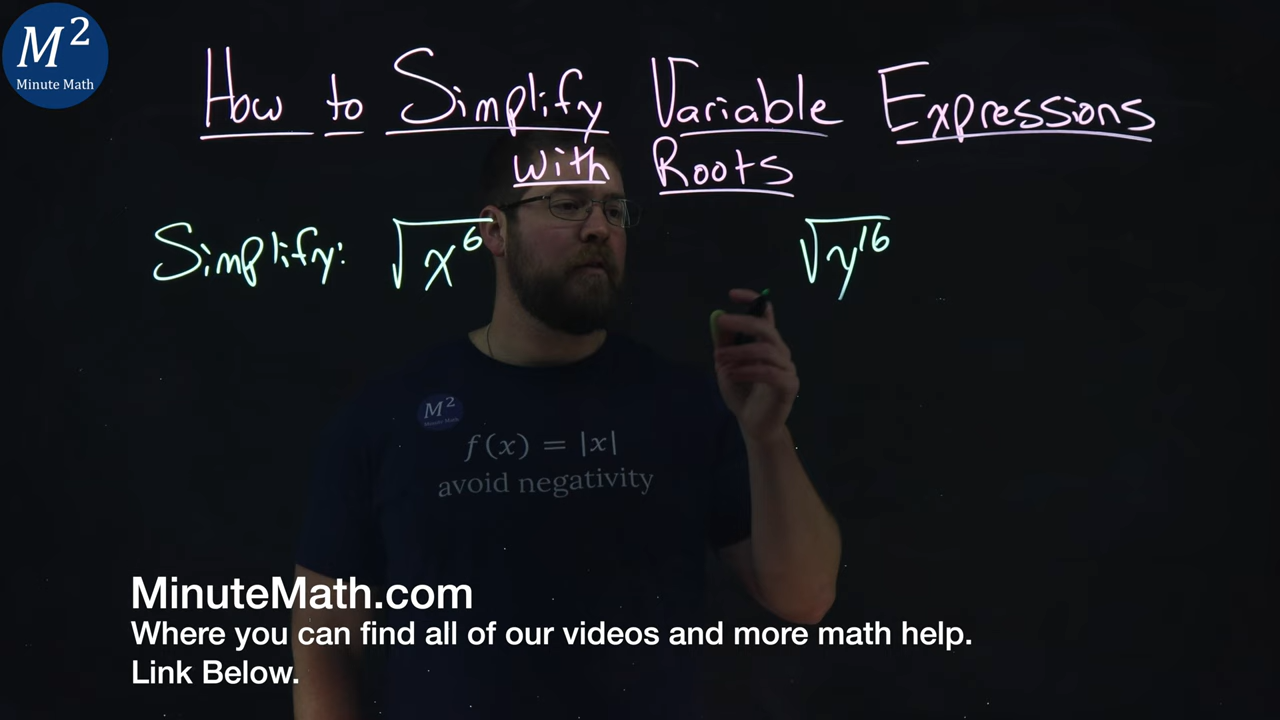 M²
Minute Math
How to Simplify Variable Expressions
with Roots
Simplify: √x⁶ √y¹⁶
M²
Minute Math
f(x) = |x|
avoid negativity
MinuteMath.com
Where you can find all of our videos and more math help.
Link Below.